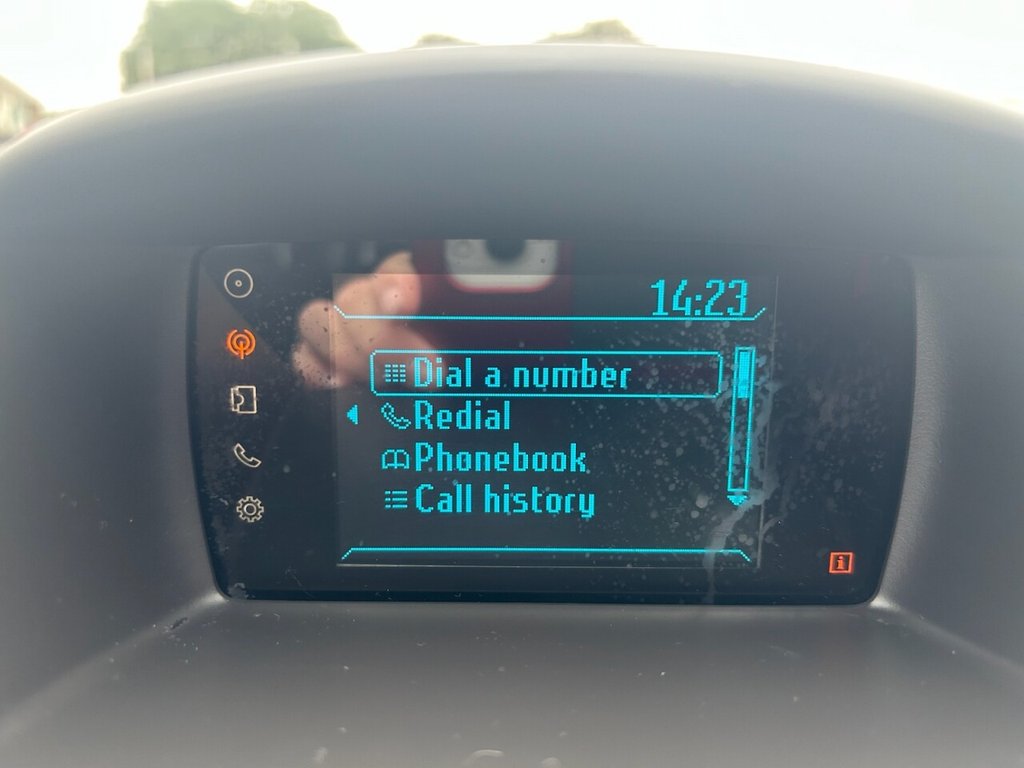 14:23
Dial a number
Redial
Phonebook
Call history
i